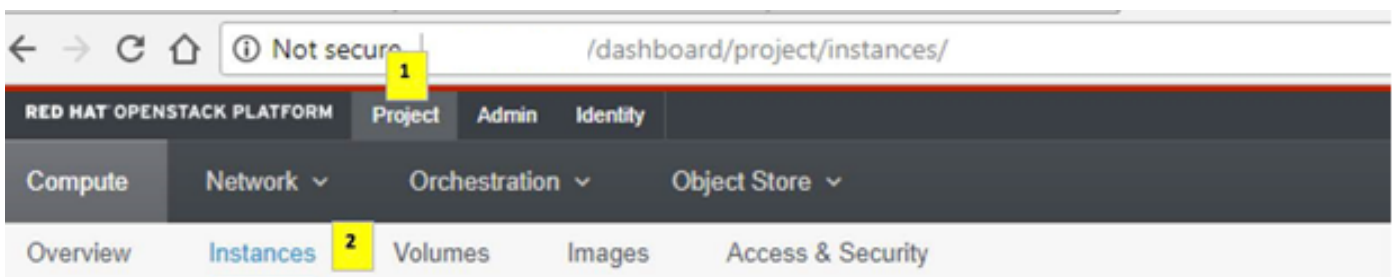 Not secure /dashboard/project/instances/
1
RED HAT OPENSTACK PLATFORM Project Admin Identity
Compute Network Orchestration Object Store
Overview Instances 2 Volumes Images Access & Security